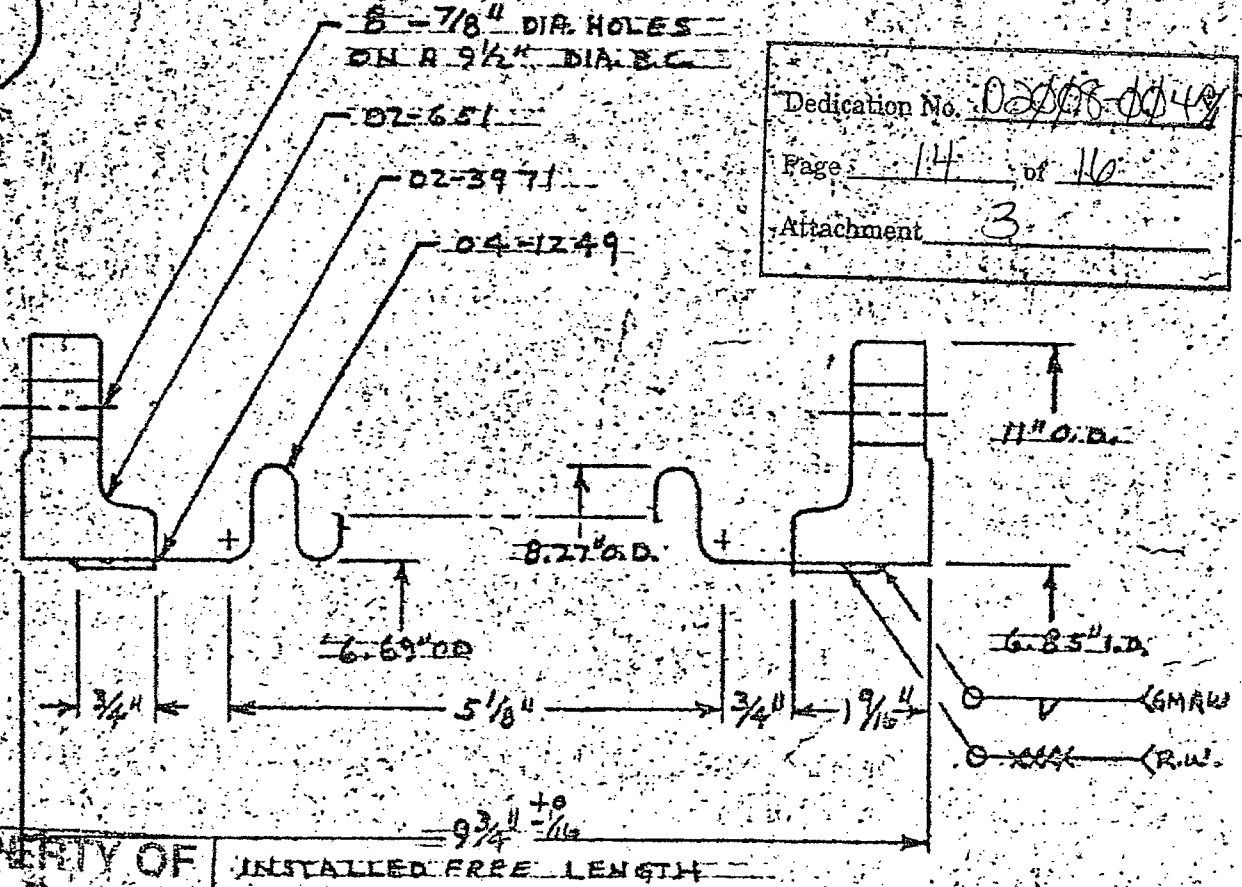 8 - 7/8" DIA. HOLES
ON A 9½" DIA. B.C.
02-651
02-3971
04-1249
Dedication No.
Page 14 of 16
Attachment 3
11" O.D.
8.27" O.D.
6.69" OD
6.85" I.D.
3/4" 5 1/8" 3/4" 1 9/16"
GMAW
R.W.
9 3/4" +0 -1/16
PERTY OF
INSTALLED FREE LENGTH